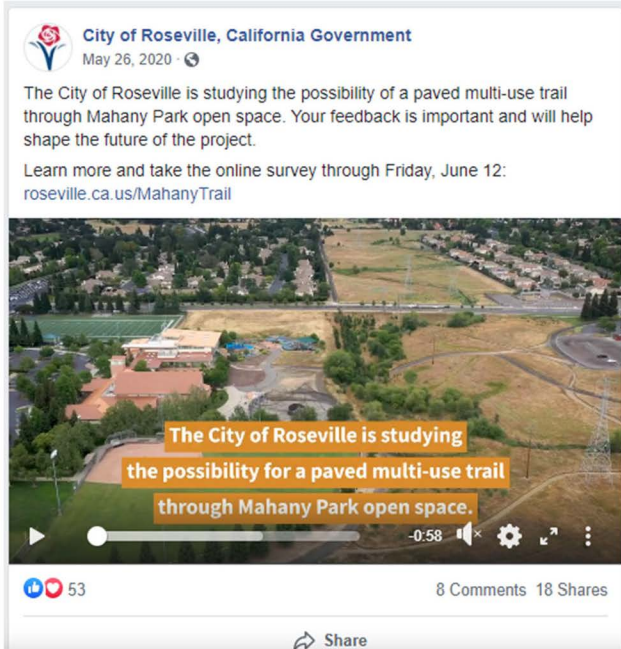 City of Roseville, California Government
May 26, 2020 ·
The City of Roseville is studying the possibility of a paved multi-use trail
through Mahany Park open space. Your feedback is important and will help
shape the future of the project.
Learn more and take the online survey through Friday, June 12:
roseville.ca.us/MahanyTrail
The City of Roseville is studying
the possibility for a paved multi-use trail
through Mahany Park open space.
-0:58
53
8 Comments 18 Shares
Share